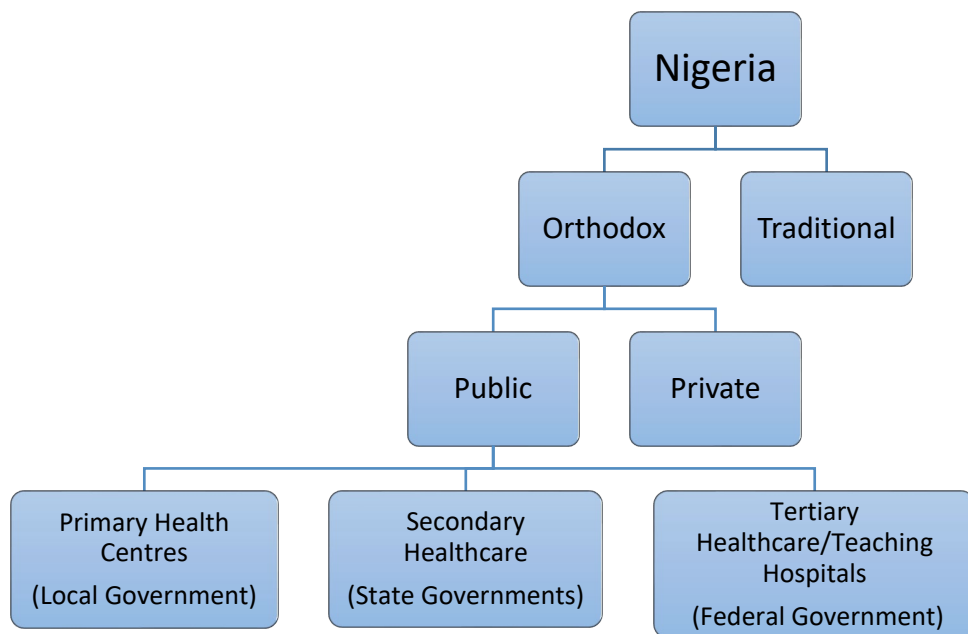 Nigeria
Orthodox
Traditional
Public
Private
Primary Health
Centres
(Local Government)
Secondary
Healthcare
(State Governments)
Tertiary
Healthcare/Teaching
Hospitals
(Federal Government)